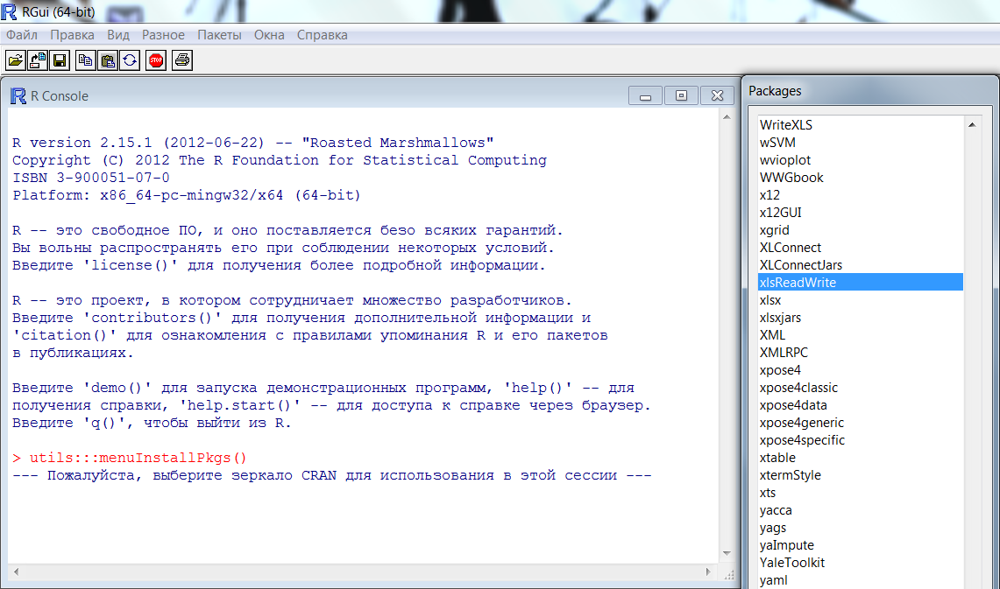 RGui (64-bit)
Файл Правка Вид Разное Пакеты Окна Справка
STOP
R Console
R version 2.15.1 (2012-06-22) -- "Roasted Marshmallows"
Copyright (C) 2012 The R Foundation for Statistical Computing
ISBN 3-900051-07-0
Platform: x86_64-pc-mingw32/x64 (64-bit)
R -- это свободное ПО, и оно поставляется безо всяких гарантий.
Вы вольны распространять его при соблюдении некоторых условий.
Введите 'license()' для получения более подробной информации.
R -- это проект, в котором сотрудничает множество разработчиков.
Введите 'contributors()' для получения дополнительной информации и
'citation()' для ознакомления с правилами упоминания R и его пакетов
в публикациях.
Введите 'demo()' для запуска демонстрационных программ, 'help()' -- для
получения справки, 'help.start()' -- для доступа к справке через браузер.
Введите 'q()', чтобы выйти из R.
> utils:::menuInstallPkgs()
--- Пожалуйста, выберите зеркало CRAN для использования в этой сессии ---
Packages
WriteXLS
wSVM
wvioplot
WWGbook
x12
x12GUI
xgrid
XLConnect
XLConnectJars
xlsReadWrite
xlsx
xlsxjars
XML
XMLRPC
xpose4
xpose4classic
xpose4data
xpose4generic
xpose4specific
xtable
xtermStyle
xts
yacca
yags
yaImpute
YaleToolkit
yaml